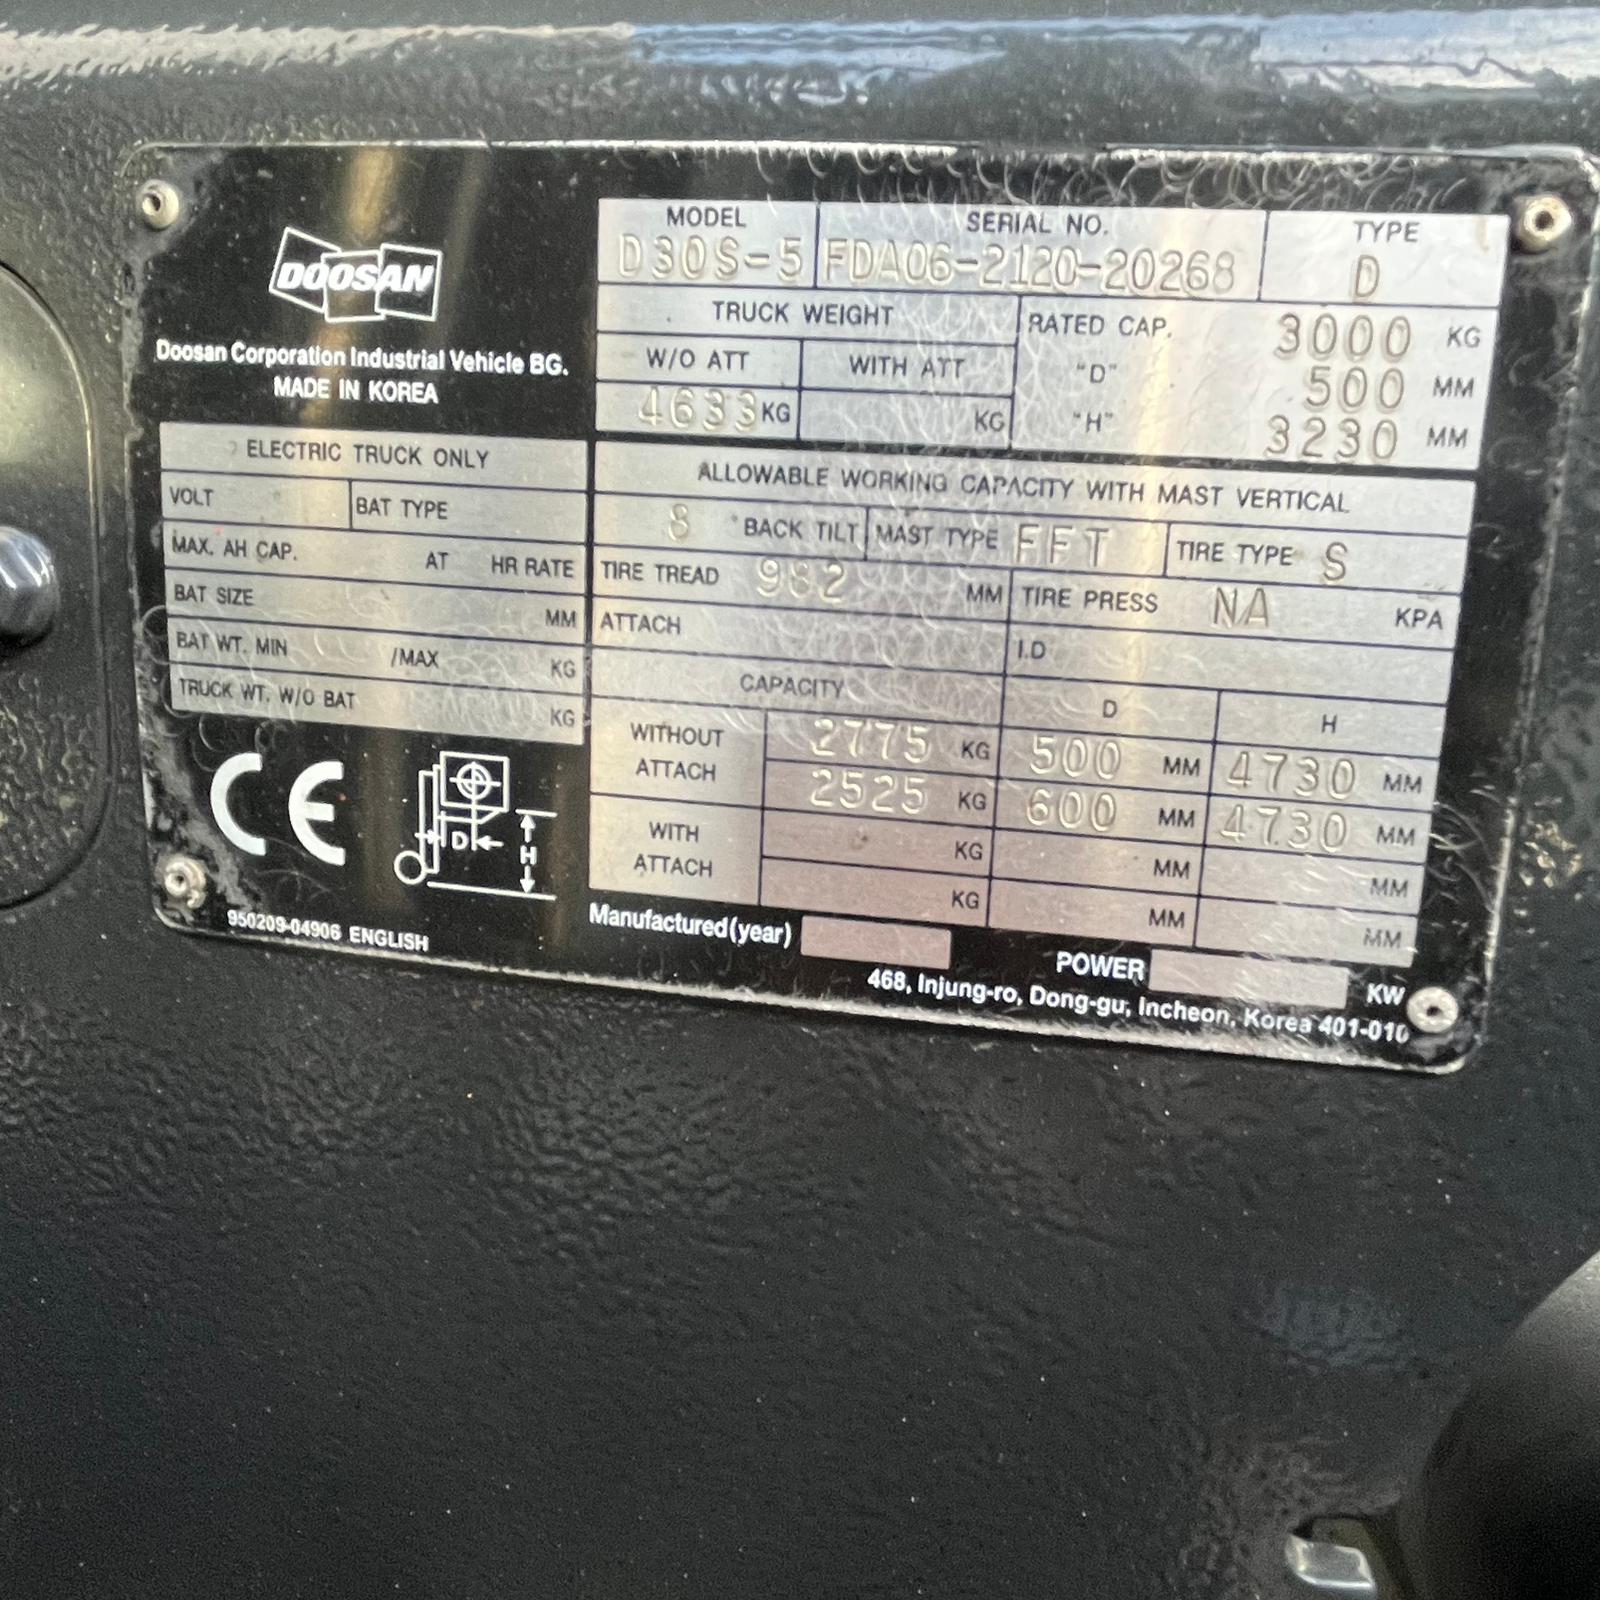 DOOSAN
Doosan Corporation Industrial Vehicle BG.
MADE IN KOREA
MODEL SERIAL NO. TYPE
D30S-5 FDA06-2120-20268 D
TRUCK WEIGHT RATED CAP. 3000 KG
W/O ATT WITH ATT "D" 500 MM
4633 KG KG "H" 3230 MM
ELECTRIC TRUCK ONLY
VOLT BAT TYPE
MAX. AH CAP. AT HR RATE
BAT SIZE MM
BAT WT. MIN /MAX KG
TRUCK WT. W/O BAT KG
ALLOWABLE WORKING CAPACITY WITH MAST VERTICAL
8 ° BACK TILT MAST TYPE FFT TIRE TYPE S
TIRE TREAD 982 MM TIRE PRESS NA KPA
ATTACH I.D
CAPACITY D H
WITHOUT ATTACH 2775 KG 500 MM 4730 MM
2525 KG 600 MM 4730 MM
WITH ATTACH KG MM MM
KG MM MM
CE
D
H
950209-04906 ENGLISH
Manufactured(year) POWER KW
468, Injung-ro, Dong-gu, Incheon, Korea 401-010